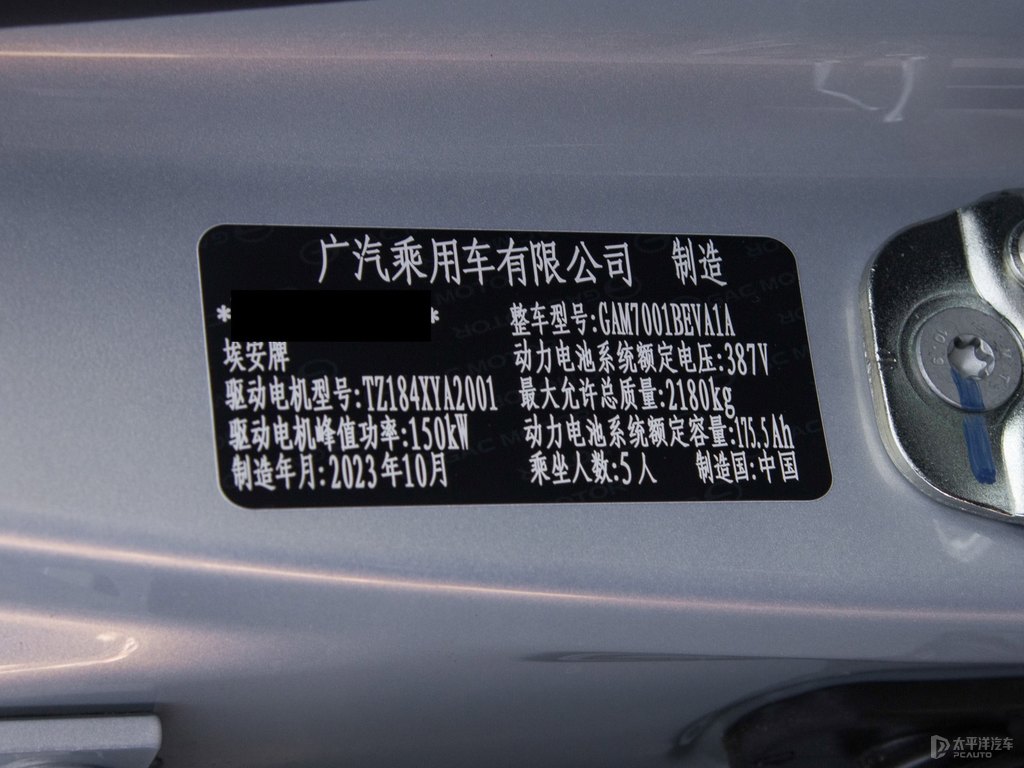 广汽乘用车有限公司 制造
* *
整车型号:GAM7001BEVA1A
埃安牌
动力电池系统额定电压:387V
驱动电机型号:TZ184XYA2001
最大允许总质量:2180kg
驱动电机峰值功率:150kW
动力电池系统额定容量:175.5Ah
制造年月:2023年10月
乘坐人数:5人 制造国:中国
太平洋汽车
PCAUTO